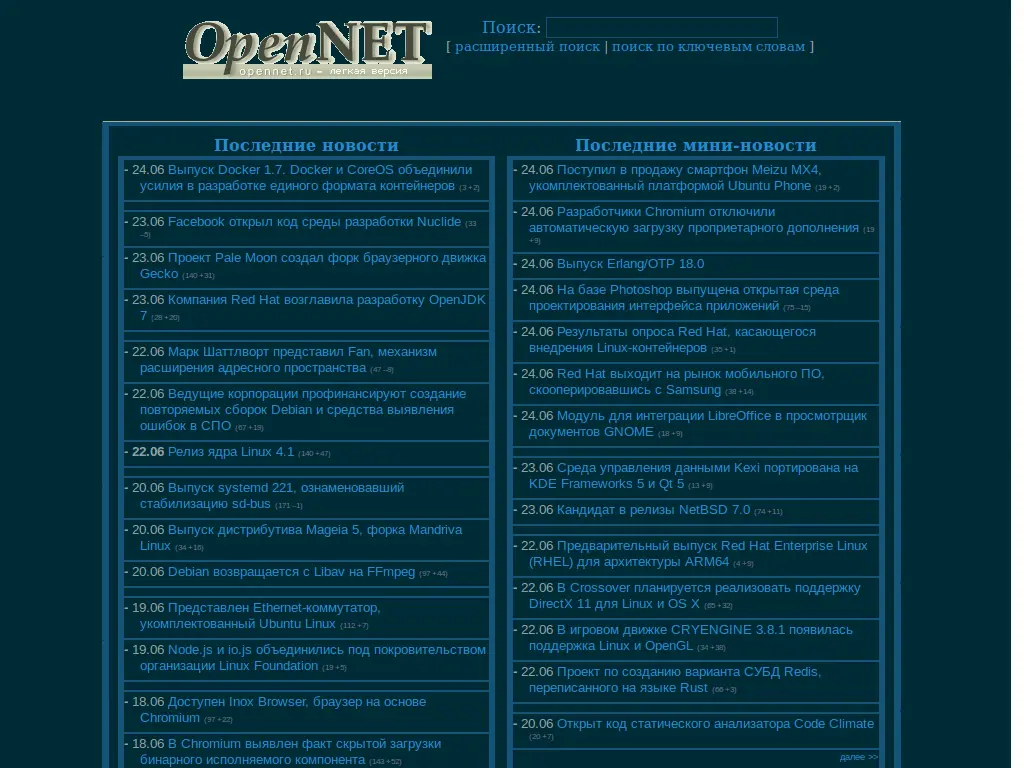 OpenNET
opennet.ru - легкая версия
Поиск:
[ расширенный поиск | поиск по ключевым словам ]
Последние новости
- 24.06 Выпуск Docker 1.7. Docker и CoreOS объединили
усилия в разработке единого формата контейнеров (3 +2)
- 23.06 Facebook открыл код среды разработки Nuclide (33
–5)
- 23.06 Проект Pale Moon создал форк браузерного движка
Gecko (140 +31)
- 23.06 Компания Red Hat возглавила разработку OpenJDK
7 (28 +20)
- 22.06 Марк Шаттлворт представил Fan, механизм
расширения адресного пространства (47 –8)
- 22.06 Ведущие корпорации профинансируют создание
повторяемых сборок Debian и средства выявления
ошибок в СПО (67 +19)
- 22.06 Релиз ядра Linux 4.1 (140 +47)
- 20.06 Выпуск systemd 221, ознаменовавший
стабилизацию sd-bus (171 –1)
- 20.06 Выпуск дистрибутива Mageia 5, форка Mandriva
Linux (34 +16)
- 20.06 Debian возвращается с Libav на FFmpeg (97 +44)
- 19.06 Представлен Ethernet-коммутатор,
укомплектованный Ubuntu Linux (112 +7)
- 19.06 Node.js и io.js объединились под покровительством
организации Linux Foundation (19 +5)
- 18.06 Доступен Inox Browser, браузер на основе
Chromium (97 +22)
- 18.06 В Chromium выявлен факт скрытой загрузки
бинарного исполняемого компонента (143 +52)
Последние мини-новости
- 24.06 Поступил в продажу смартфон Meizu MX4,
укомплектованный платформой Ubuntu Phone (19 +2)
- 24.06 Разработчики Chromium отключили
автоматическую загрузку проприетарного дополнения (19
+9)
- 24.06 Выпуск Erlang/OTP 18.0
- 24.06 На базе Photoshop выпущена открытая среда
проектирования интерфейса приложений (75 –15)
- 24.06 Результаты опроса Red Hat, касающегося
внедрения Linux-контейнеров (35 +1)
- 24.06 Red Hat выходит на рынок мобильного ПО,
скооперировавшись с Samsung (38 +14)
- 24.06 Модуль для интеграции LibreOffice в просмотрщик
документов GNOME (18 +9)
- 23.06 Среда управления данными Kexi портирована на
KDE Frameworks 5 и Qt 5 (13 +9)
- 23.06 Кандидат в релизы NetBSD 7.0 (74 +11)
- 22.06 Предварительный выпуск Red Hat Enterprise Linux
(RHEL) для архитектуры ARM64 (4 +9)
- 22.06 В Crossover планируется реализовать поддержку
DirectX 11 для Linux и OS X (65 +32)
- 22.06 В игровом движке CRYENGINE 3.8.1 появилась
поддержка Linux и OpenGL (34 +38)
- 22.06 Проект по созданию варианта СУБД Redis,
переписанного на языке Rust (66 +3)
- 20.06 Открыт код статического анализатора Code Climate
(20 +7)
далее >>